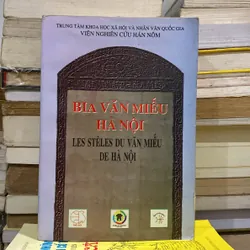 TRUNG TÂM KHOA HỌC XÃ HỘI VÀ NHÂN VĂN QUỐC GIA
VIỆN NGHIÊN CỨU HÁN NÔM
BIA VĂN MIẾU
HÀ NỘI
LES STÈLES DU VĂN MIẾU
DE HÀ NỘI